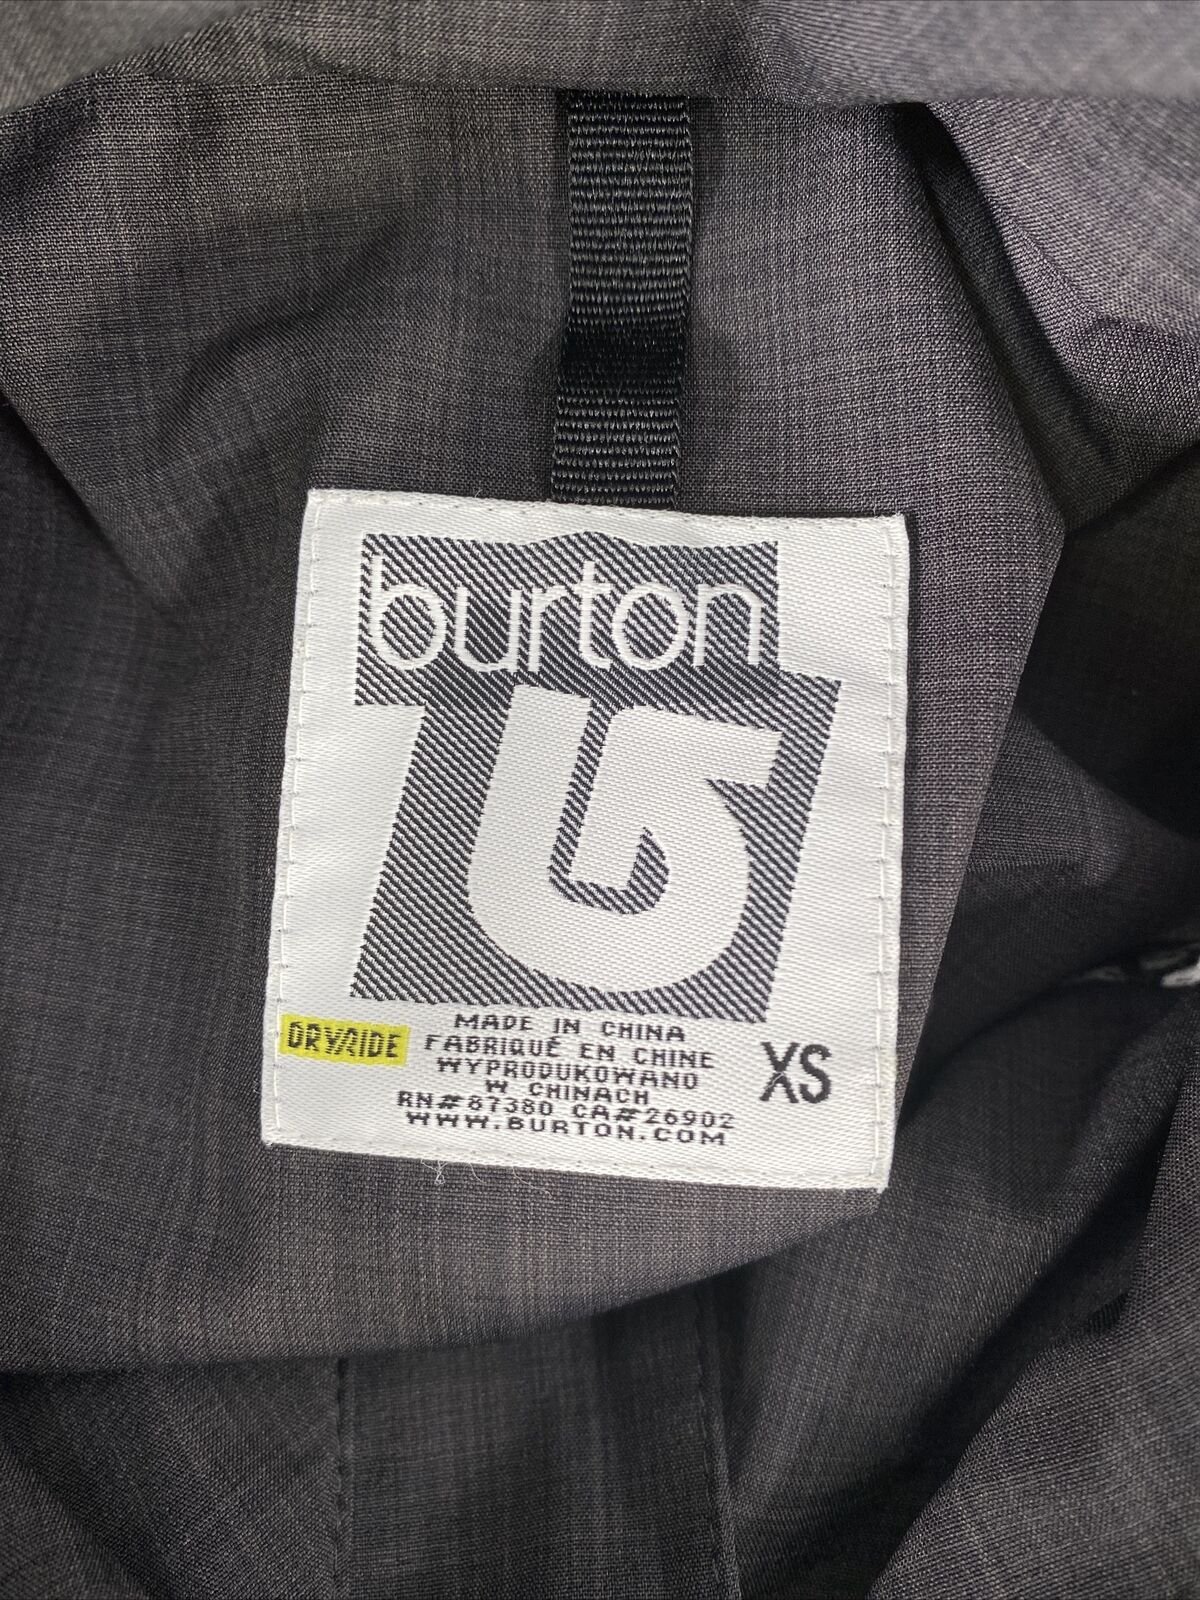 burton
DRYRIDE
MADE IN CHINA
FABRIQUÉ EN CHINE
WYPRODUKOWANO
W CHINACH
RN#87380 CA#26902
WWW.BURTON.COM
XS